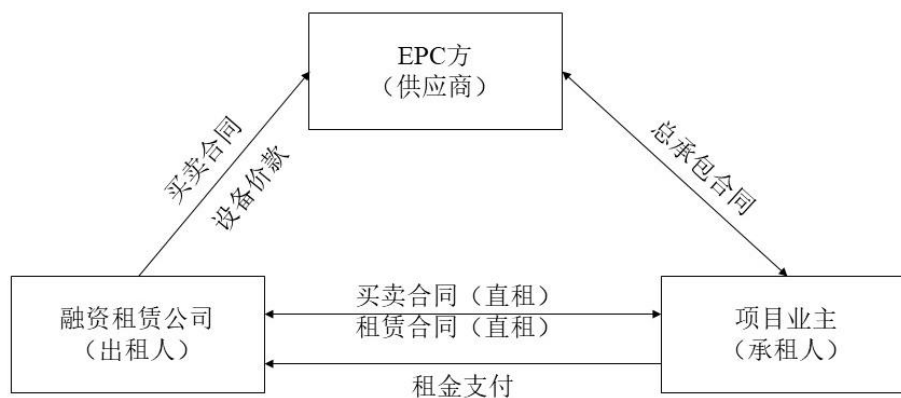 EPC方
（供应商）
买卖合同
设备价款
总承包合同
融资租赁公司
（出租人）
买卖合同（直租）
租赁合同（直租）
项目业主
（承租人）
租金支付